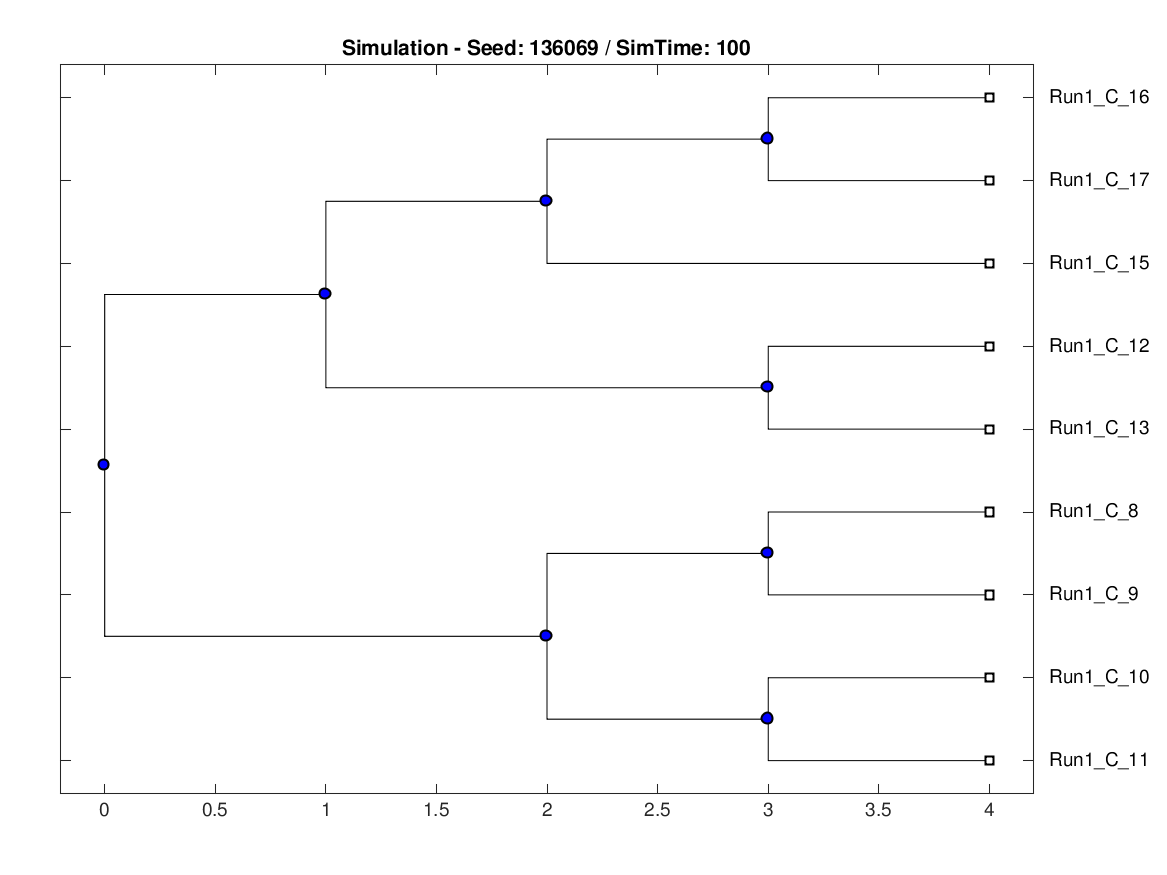 Simulation - Seed: 136069 / SimTime: 100
Run1_C_16
Run1_C_17
Run1_C_15
Run1_C_12
Run1_C_13
Run1_C_8
Run1_C_9
Run1_C_10
Run1_C_11
0 0.5 1 1.5 2 2.5 3 3.5 4